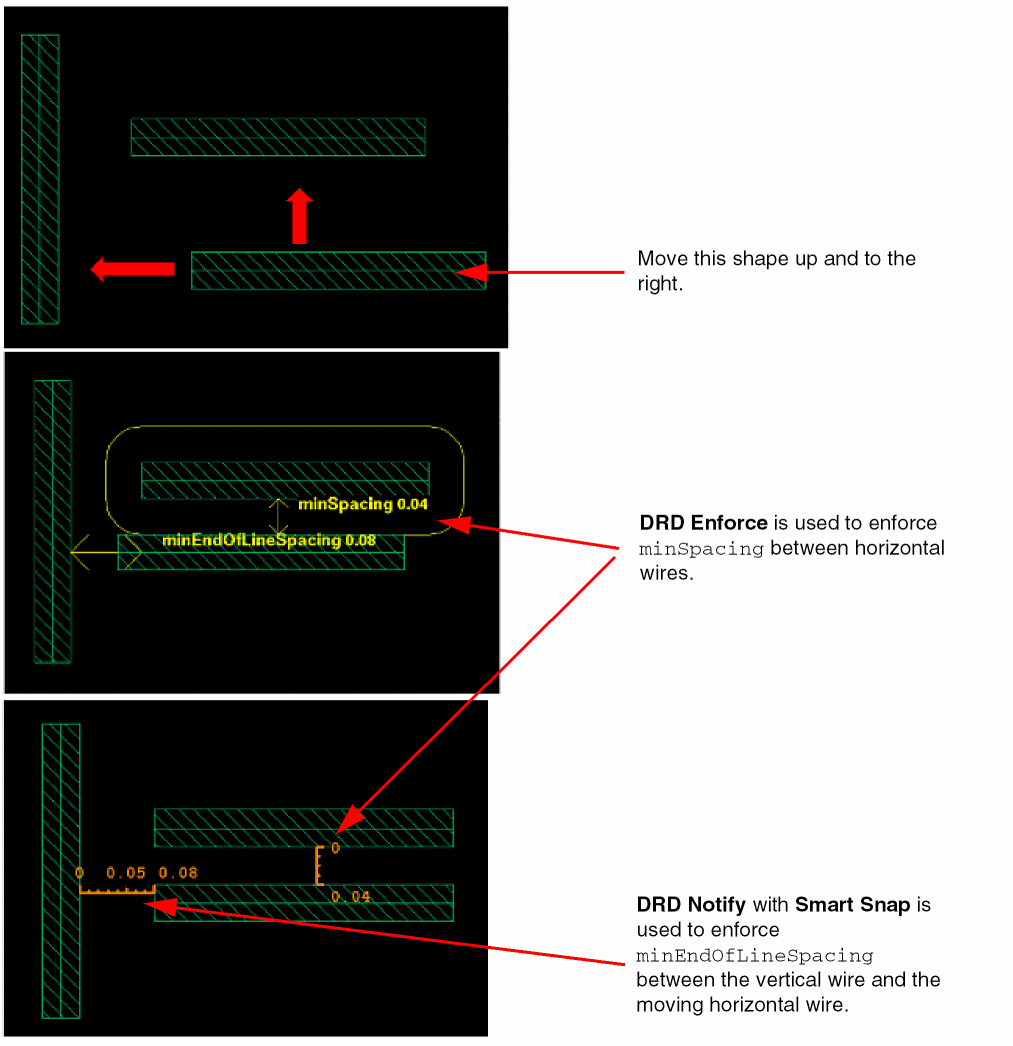 Move this shape up and to the
right.
minSpacing 0.04
minEndOfLineSpacing 0.08
DRD Enforce is used to enforce
minSpacing between horizontal
wires.
0
0 0.05 0.08
0.04
DRD Notify with Smart Snap is
used to enforce
minEndOfLineSpacing
between the vertical wire and the
moving horizontal wire.